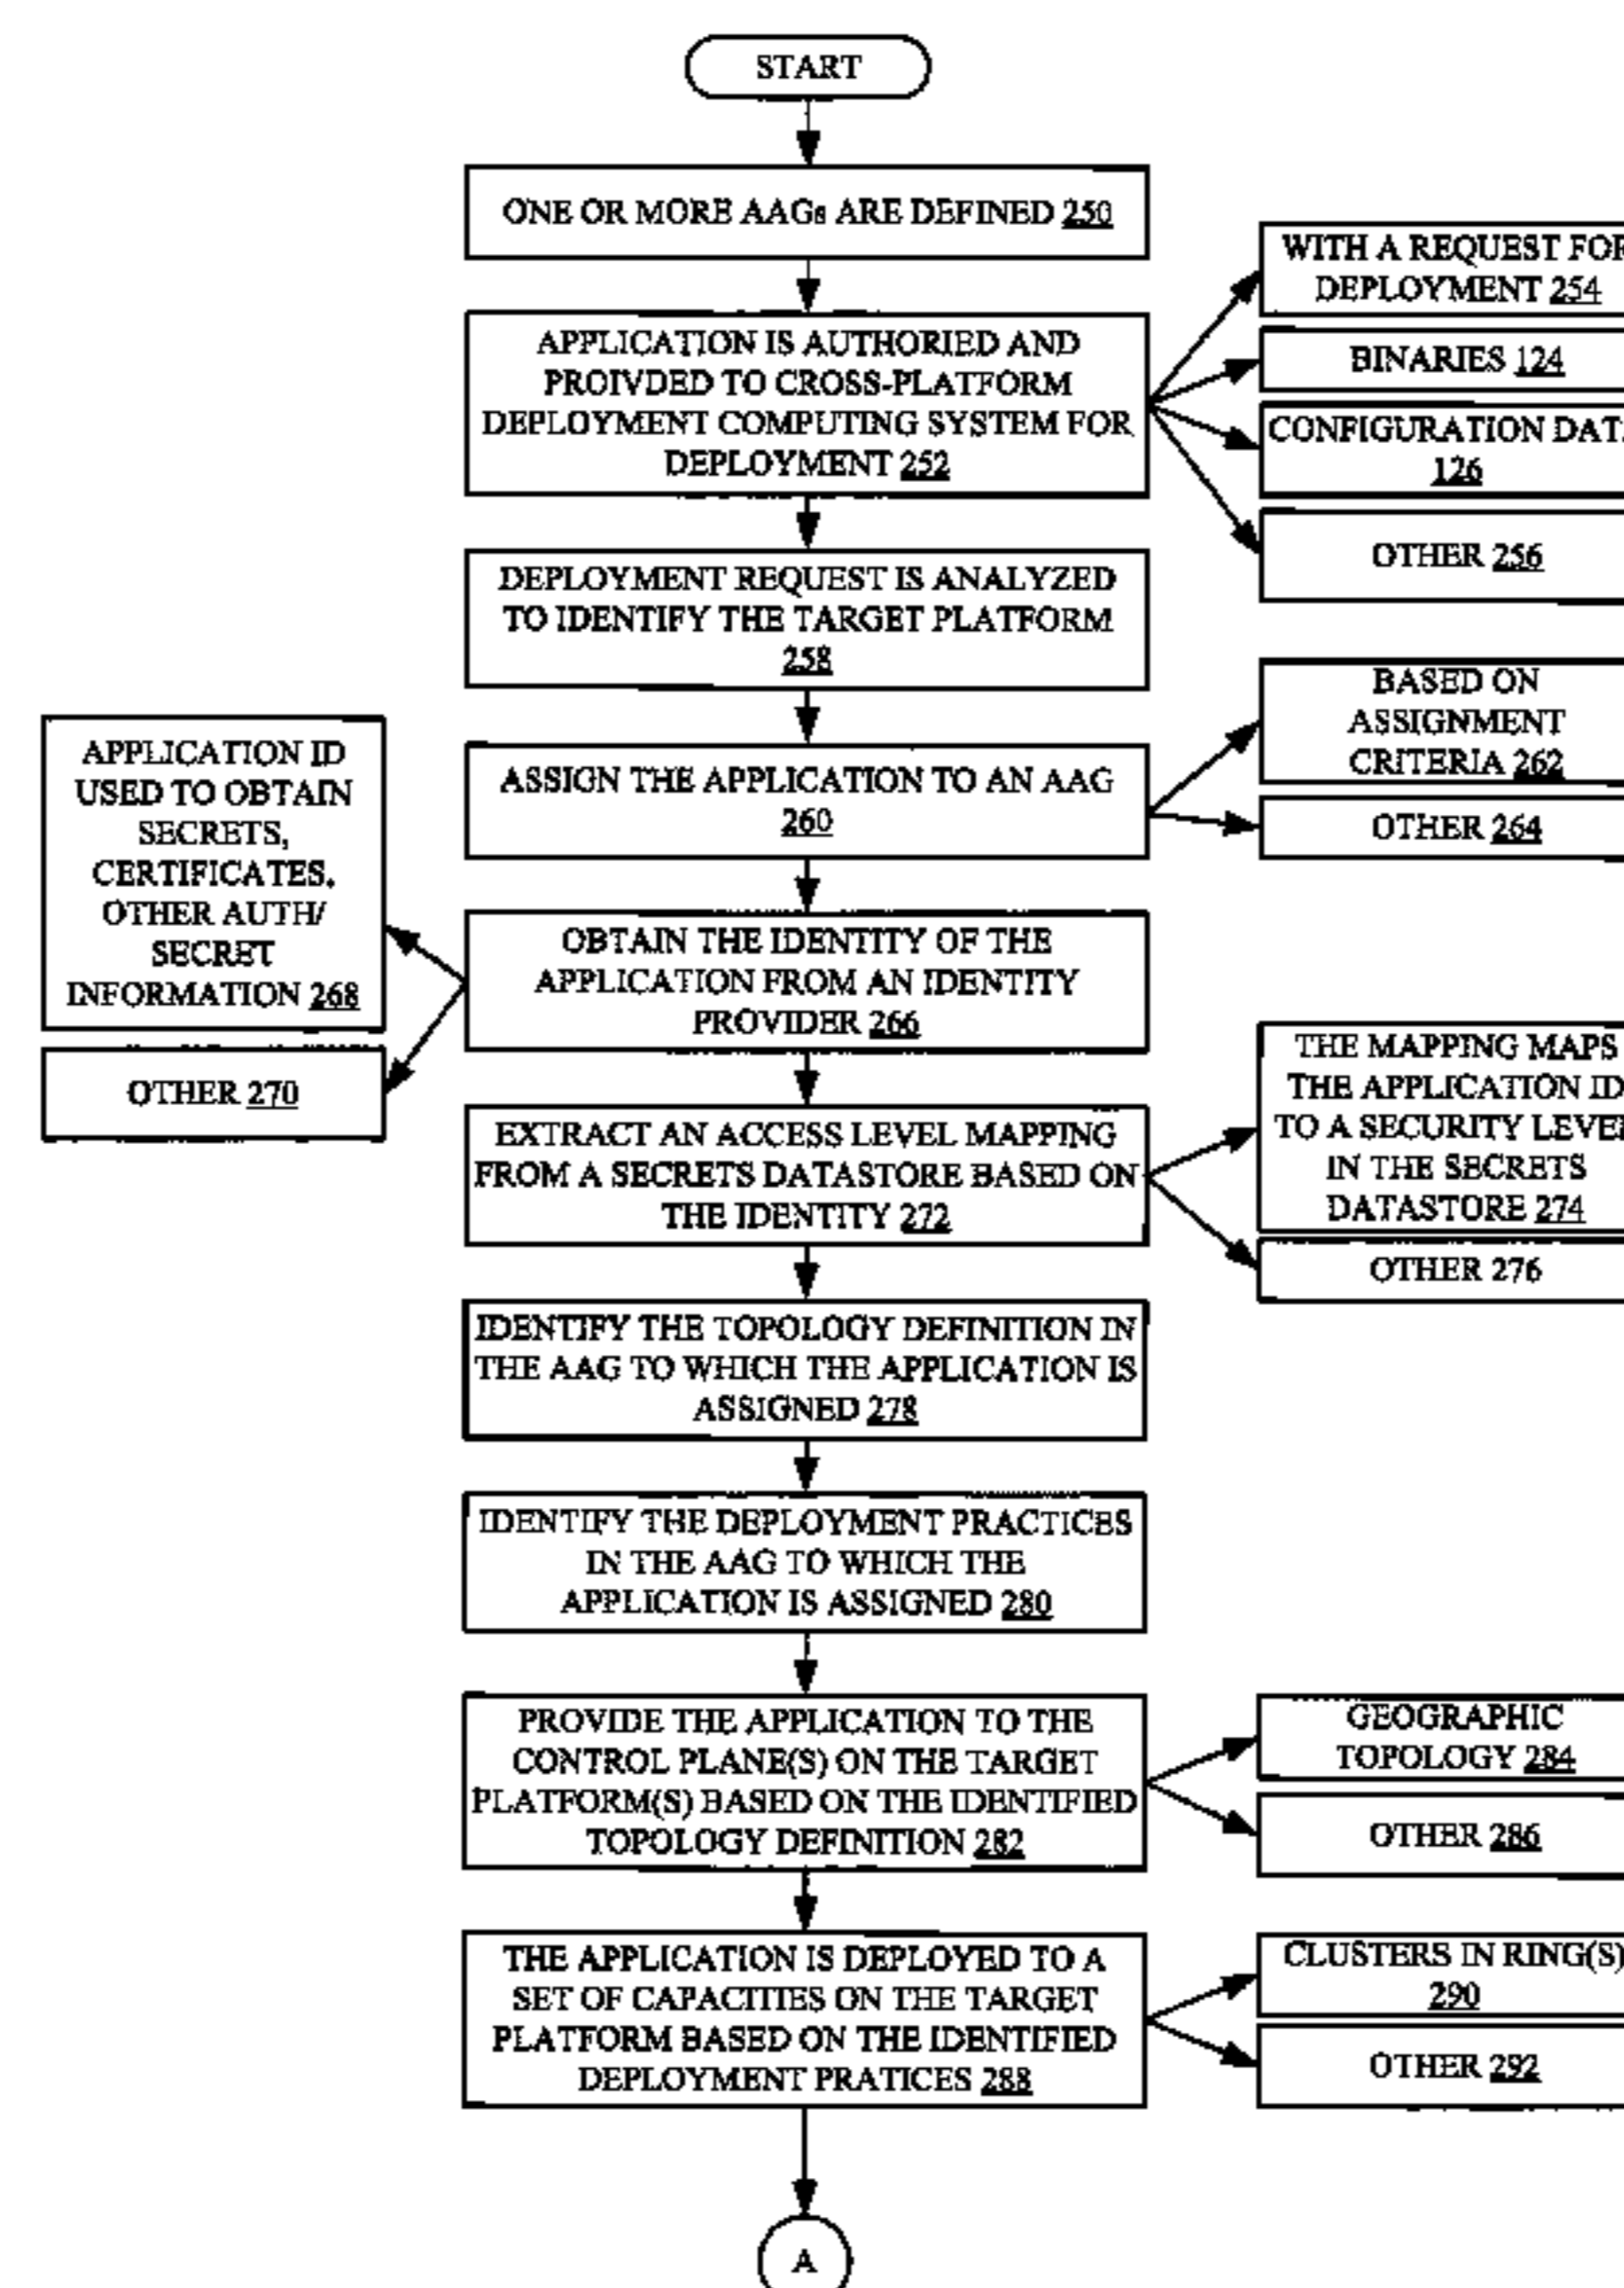 START
ONE OR MORE AAGs ARE DEFINED 250
APPLICATION IS AUTHORIED AND
PROIVDED TO CROSS-PLATFORM
DEPLOYMENT COMPUTING SYSTEM FOR
DEPLOYMENT 252
WITH A REQUEST FOR
DEPLOYMENT 254
BINARIES 124
CONFIGURATION DATA
126
OTHER 256
DEPLOYMENT REQUEST IS ANALYZED
TO IDENTIFY THE TARGET PLATFORM
258
ASSIGN THE APPLICATION TO AN AAG
260
BASED ON
ASSIGNMENT
CRITERIA 262
OTHER 264
OBTAIN THE IDENTITY OF THE
APPLICATION FROM AN IDENTITY
PROVIDER 266
APPLICATION ID
USED TO OBTAIN
SECRETS,
CERTIFICATES,
OTHER AUTH/
SECRET
INFORMATION 268
OTHER 270
EXTRACT AN ACCESS LEVEL MAPPING
FROM A SECRETS DATASTORE BASED ON
THE IDENTITY 272
THE MAPPING MAPS
THE APPLICATION ID
TO A SECURITY LEVEL
IN THE SECRETS
DATASTORE 274
OTHER 276
IDENTIFY THE TOPOLOGY DEFINITION IN
THE AAG TO WHICH THE APPLICATION IS
ASSIGNED 278
IDENTIFY THE DEPLOYMENT PRACTICES
IN THE AAG TO WHICH THE
APPLICATION IS ASSIGNED 280
PROVIDE THE APPLICATION TO THE
CONTROL PLANE(S) ON THE TARGET
PLATFORM(S) BASED ON THE IDENTIFIED
TOPOLOGY DEFINITION 282
GEOGRAPHIC
TOPOLOGY 284
OTHER 286
THE APPLICATION IS DEPLOYED TO A
SET OF CAPACITIES ON THE TARGET
PLATFORM BASED ON THE IDENTIFIED
DEPLOYMENT PRATICES 288
CLUSTERS IN RING(S)
290
OTHER 292
A